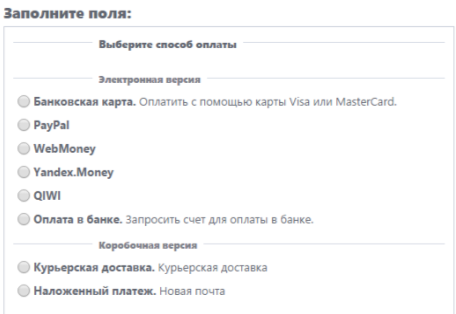 Заполните поля:
Выберите способ оплаты
Электронная версия
Банковская карта. Оплатить с помощью карты Visa или MasterCard.
PayPal
WebMoney
Yandex.Money
QIWI
Оплата в банке. Запросить счет для оплаты в банке.
Коробочная версия
Курьерская доставка. Курьерская доставка
Наложенный платеж. Новая почта